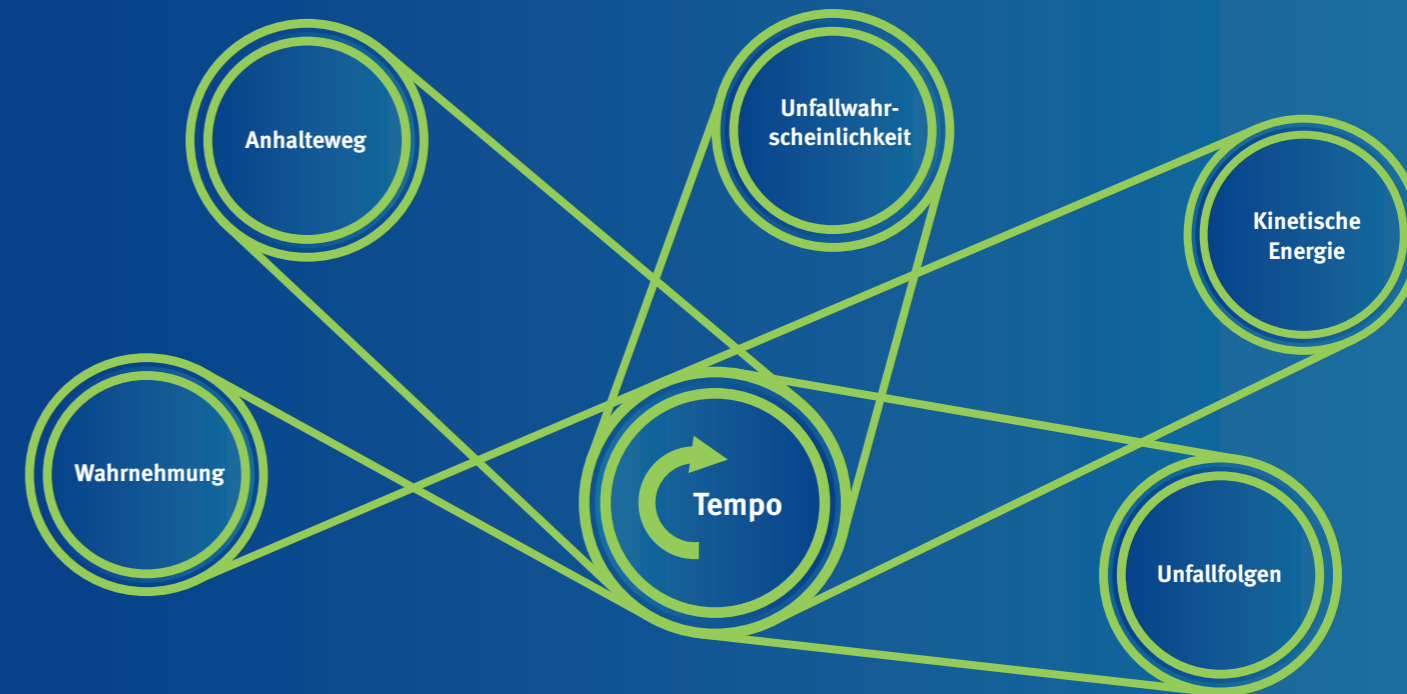 Anhalteweg
Unfallwahr-
scheinlichkeit
Kinetische
Energie
Wahrnehmung
Tempo
Unfallfolgen